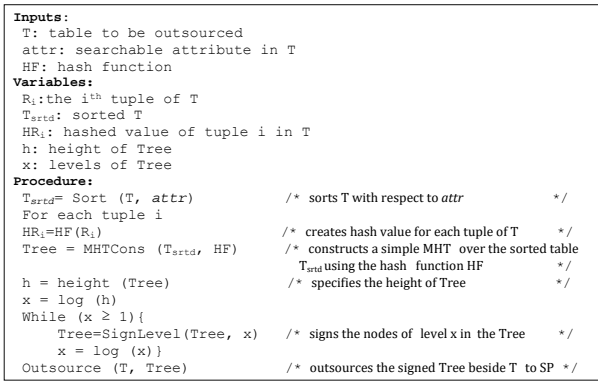 Inputs:
T: table to be outsourced
attr: searchable attribute in T
HF: hash function
Variables:
Ri:the ith tuple of T
Tsrtd: sorted T
HRi: hashed value of tuple i in T
h: height of Tree
x: levels of Tree
Procedure:
Tsrtd= Sort (T, attr) /* sorts T with respect to attr */
For each tuple i
HRi=HF(Ri) /* creates hash value for each tuple of T */
Tree = MHTCons (Tsrtd, HF) /* constructs a simple MHT over the sorted table
Tsrtd using the hash function HF */
h = height (Tree) /* specifies the height of Tree */
x = log (h)
While (x ≥ 1){
Tree=SignLevel(Tree, x) /* signs the nodes of level x in the Tree */
x = log (x)}
Outsource (T, Tree) /* outsources the signed Tree beside T to SP */